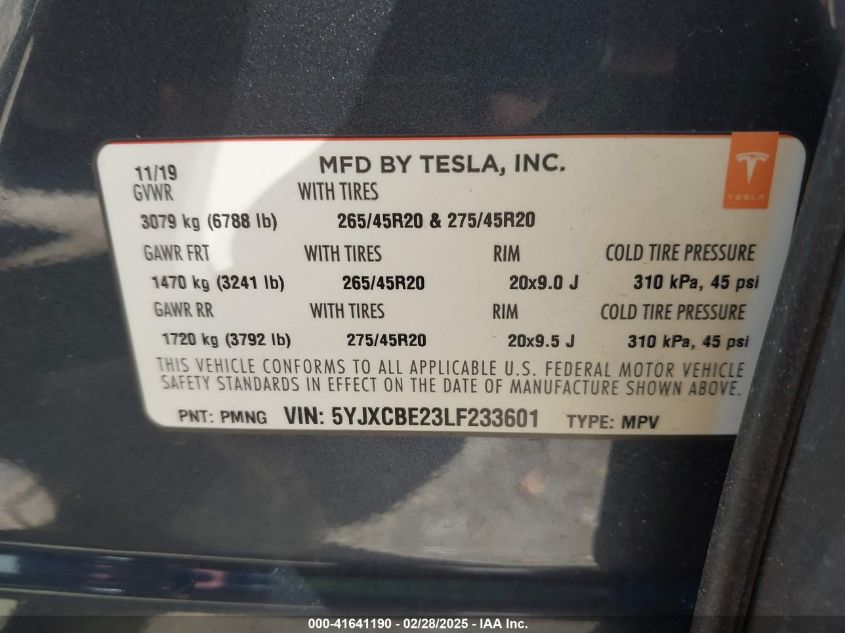 11/19 MFD BY TESLA, INC.
TESLA
GVWR WITH TIRES
3079 kg (6788 lb) 265/45R20 & 275/45R20
GAWR FRT WITH TIRES RIM COLD TIRE PRESSURE
1470 kg (3241 lb) 265/45R20 20x9.0 J 310 kPa, 45 psi
GAWR RR WITH TIRES RIM COLD TIRE PRESSURE
1720 kg (3792 lb) 275/45R20 20x9.5 J 310 kPa, 45 psi
THIS VEHICLE CONFORMS TO ALL APPLICABLE U.S. FEDERAL MOTOR VEHICLE
SAFETY STANDARDS IN EFFECT ON THE DATE OF MANUFACTURE SHOWN ABOVE.
PNT: PMNG VIN: 5YJXCBE23LF233601 TYPE: MPV
000-41641190 - 02/28/2025 - IAA Inc.